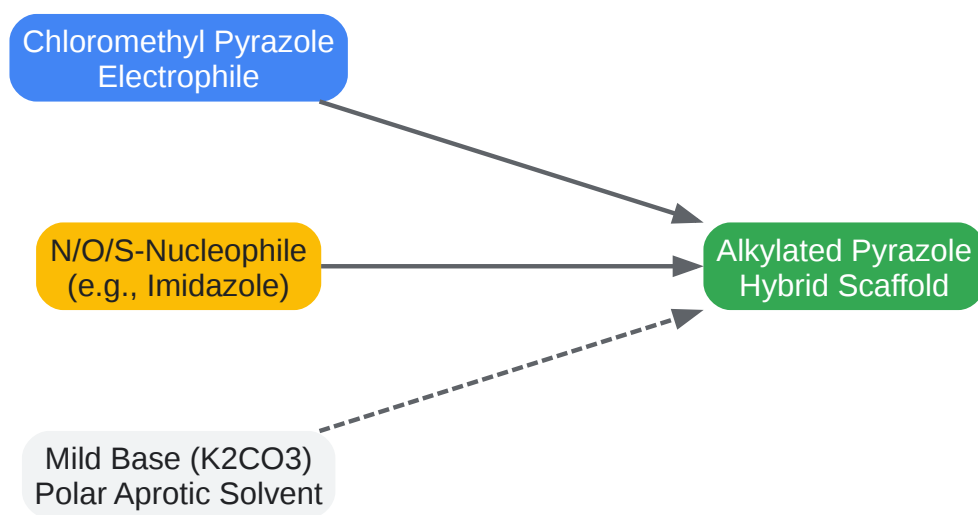 Chloromethyl Pyrazole
Electrophile
N/O/S-Nucleophile
(e.g., Imidazole)
Alkylated Pyrazole
Hybrid Scaffold
Mild Base (K2CO3)
Polar Aprotic Solvent